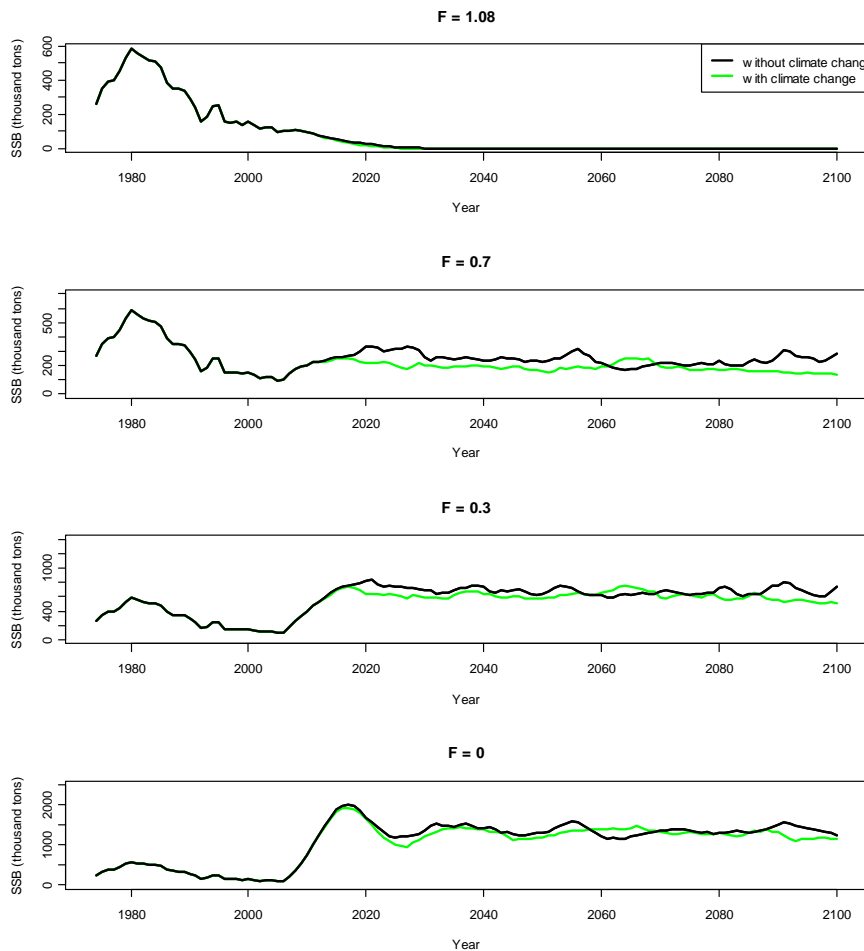 F = 1.08
SSB (thousand tons)
0 200 400 600
without climate chang
with climate change
1980 2000 2020 2040 2060 2080 2100
Year
F = 0.7
SSB (thousand tons)
0 200 500
1980 2000 2020 2040 2060 2080 2100
Year
F = 0.3
SSB (thousand tons)
0 400 1000
1980 2000 2020 2040 2060 2080 2100
Year
F = 0
SSB (thousand tons)
0 1000 2000
1980 2000 2020 2040 2060 2080 2100
Year